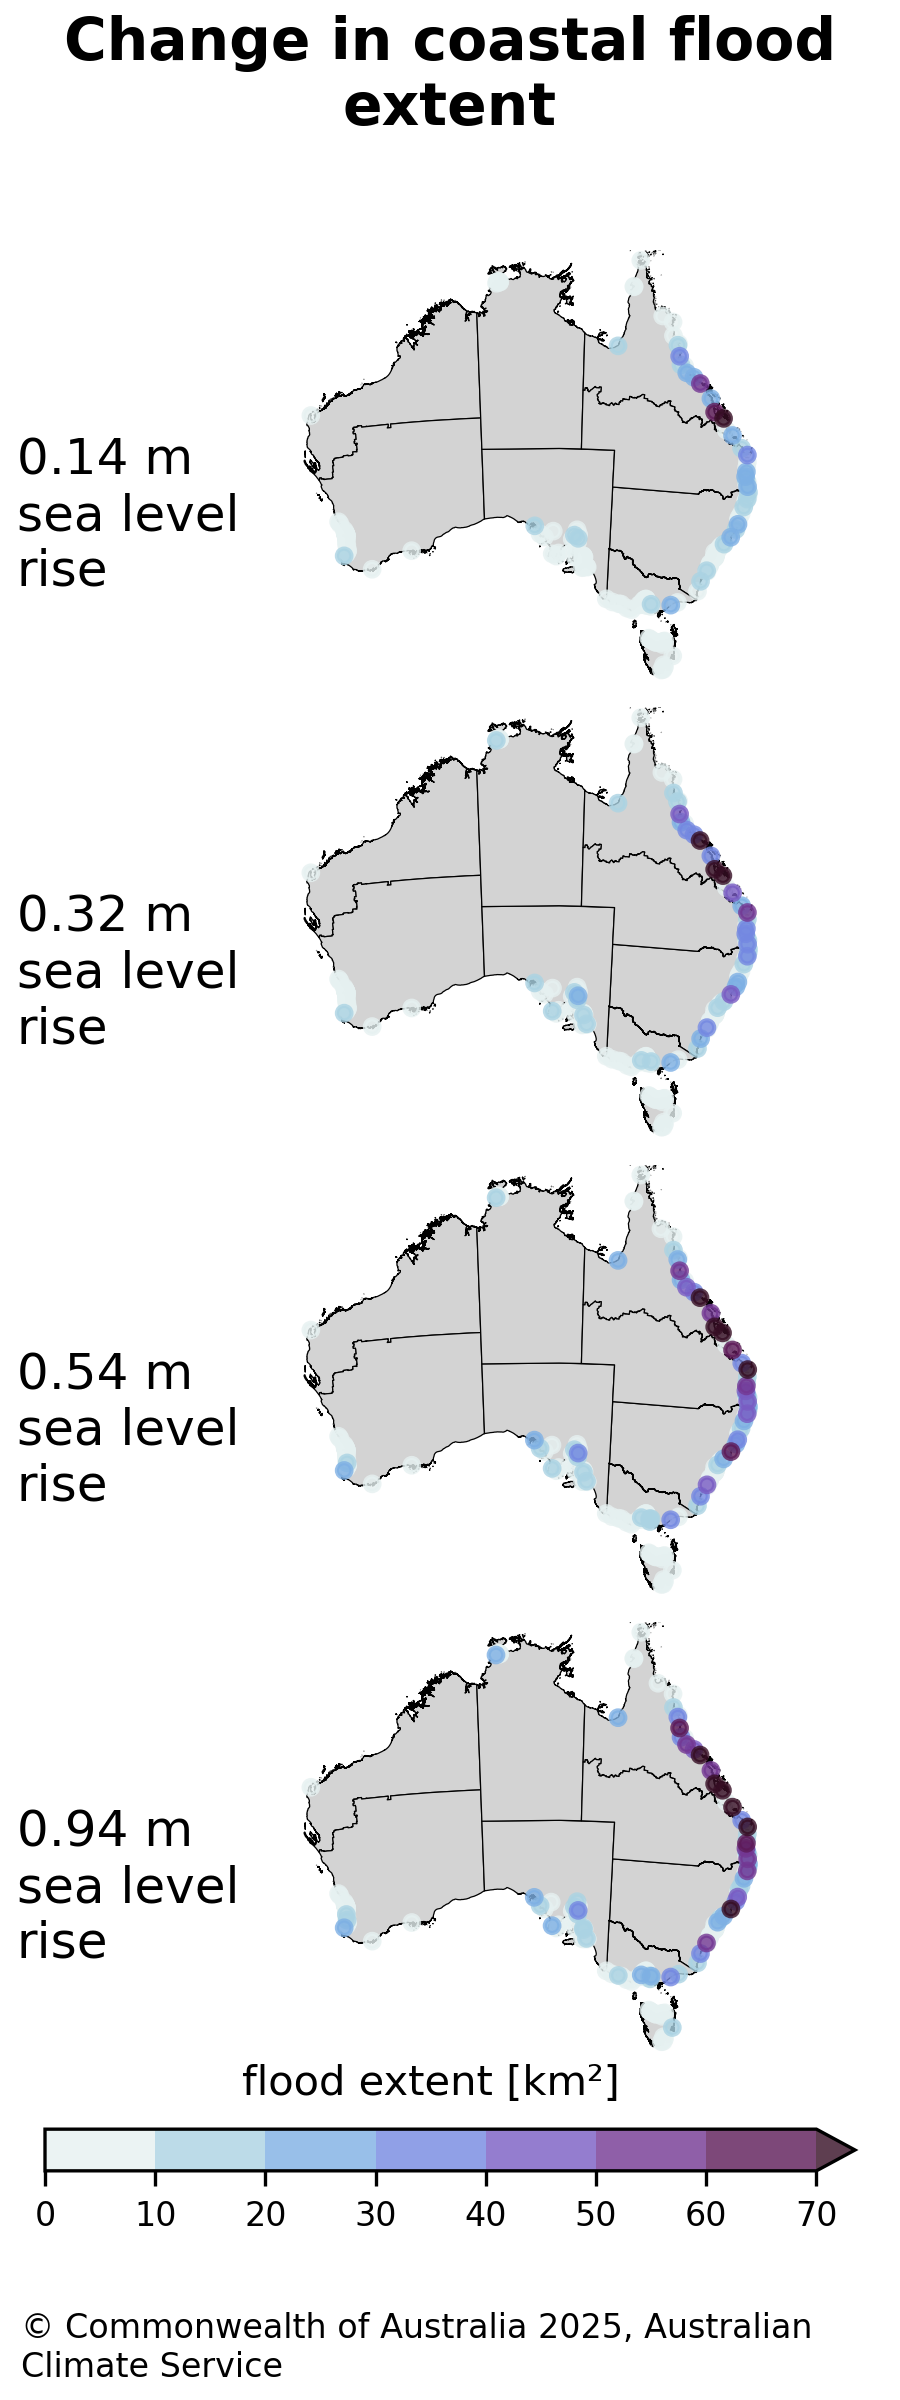 Change in coastal flood
extent
0.14 m
sea level
rise
0.32 m
sea level
rise
0.54 m
sea level
rise
0.94 m
sea level
rise
flood extent [km²]
0 10 20 30 40 50 60 70
© Commonwealth of Australia 2025, Australian
Climate Service